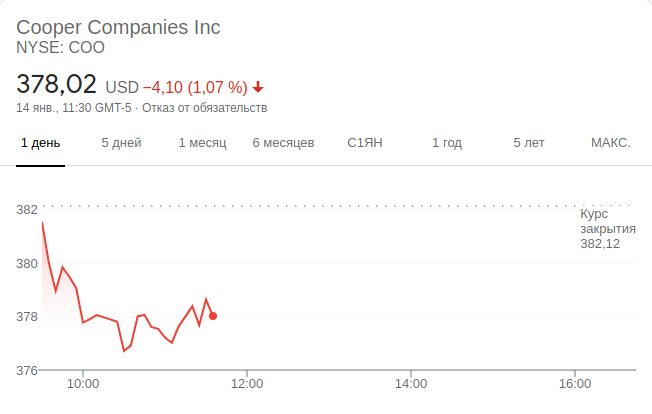 Cooper Companies Inc
NYSE: COO
378,02 USD −4,10 (1,07 %)
14 янв., 11:30 GMT-5 · Отказ от обязательств
1 день 5 дней 1 месяц 6 месяцев С1ЯН 1 год 5 лет МАКС.
382
Курс
закрытия
382,12
380
378
376
10:00 12:00 14:00 16:00